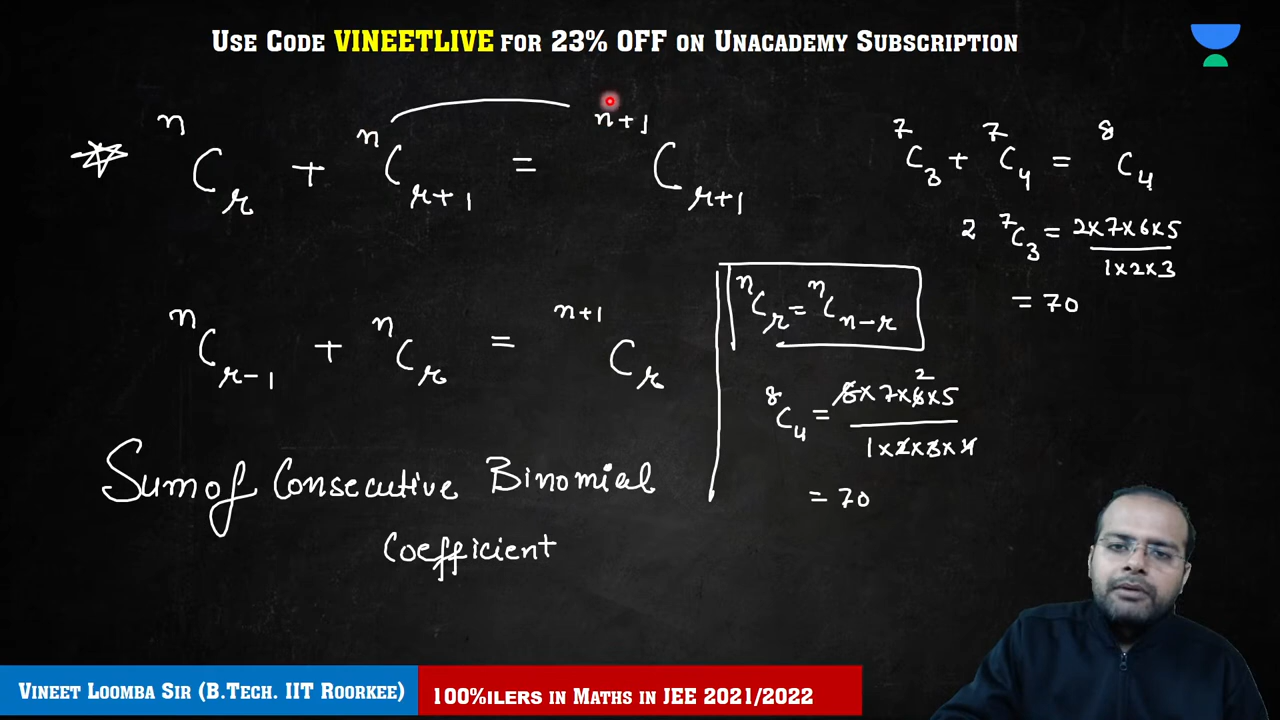 USE CODE VINEETLIVE FOR 23% OFF ON UNACADEMY SUBSCRIPTION
ⁿCᵣ + ⁿCᵣ₊₁ = ⁿ⁺¹Cᵣ₊₁
ⁿCᵣ₋₁ + ⁿCᵣ = ⁿ⁺¹Cᵣ
Sum of Consecutive Binomial
Coefficient
ⁿCᵣ = ⁿCₙ₋ᵣ
⁸C₄ = 8×7×6×5
2
1×2×3×4
= 70
⁷C₃ + ⁷C₄ = ⁸C₄
2 ⁷C₃ = 2×7×6×5
1×2×3
= 70
VINEET LOOMBA SIR (B.TECH. IIT ROORKEE)
100%ILERS IN MATHS IN JEE 2021/2022